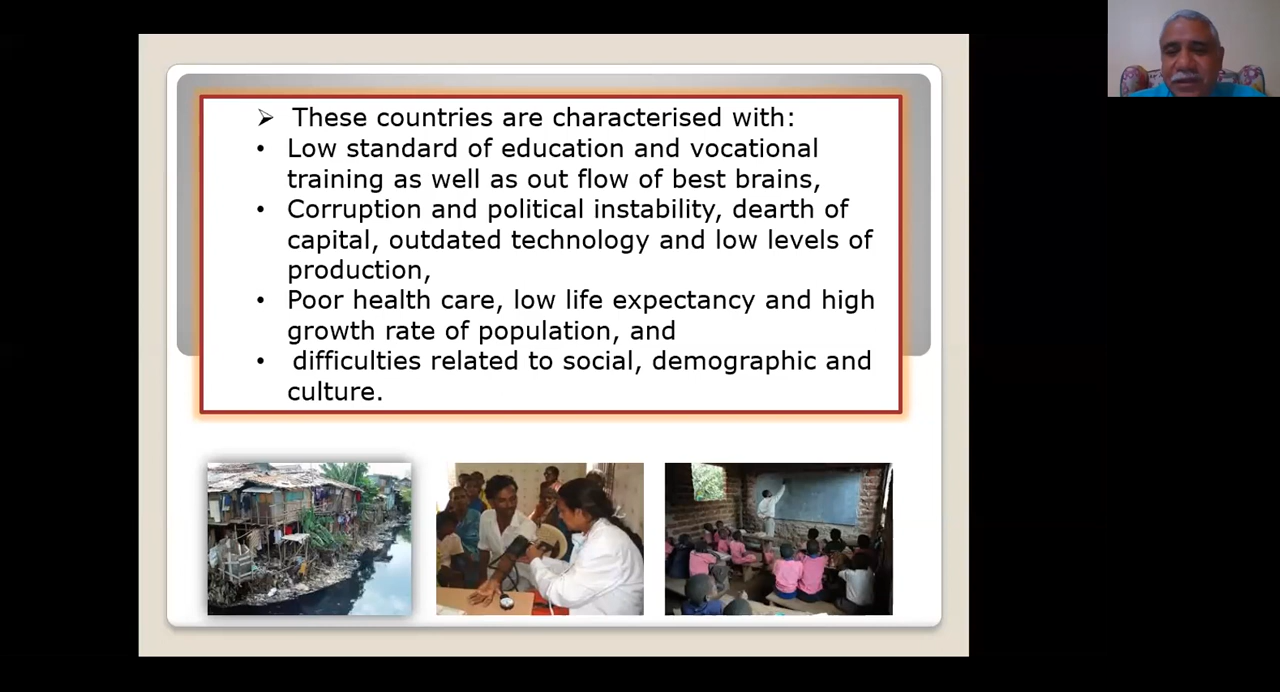 ➢ These countries are characterised with:
• Low standard of education and vocational
training as well as out flow of best brains,
• Corruption and political instability, dearth of
capital, outdated technology and low levels of
production,
• Poor health care, low life expectancy and high
growth rate of population, and
• difficulties related to social, demographic and
culture.